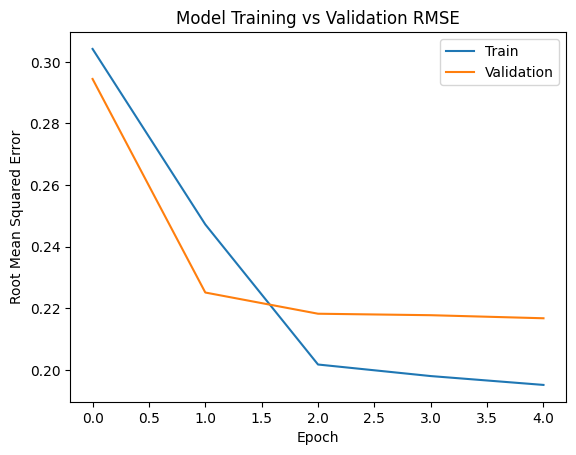 Model Training vs Validation RMSE
Train
Validation
Root Mean Squared Error
0.30
0.28
0.26
0.24
0.22
0.20
0.0 0.5 1.0 1.5 2.0 2.5 3.0 3.5 4.0
Epoch